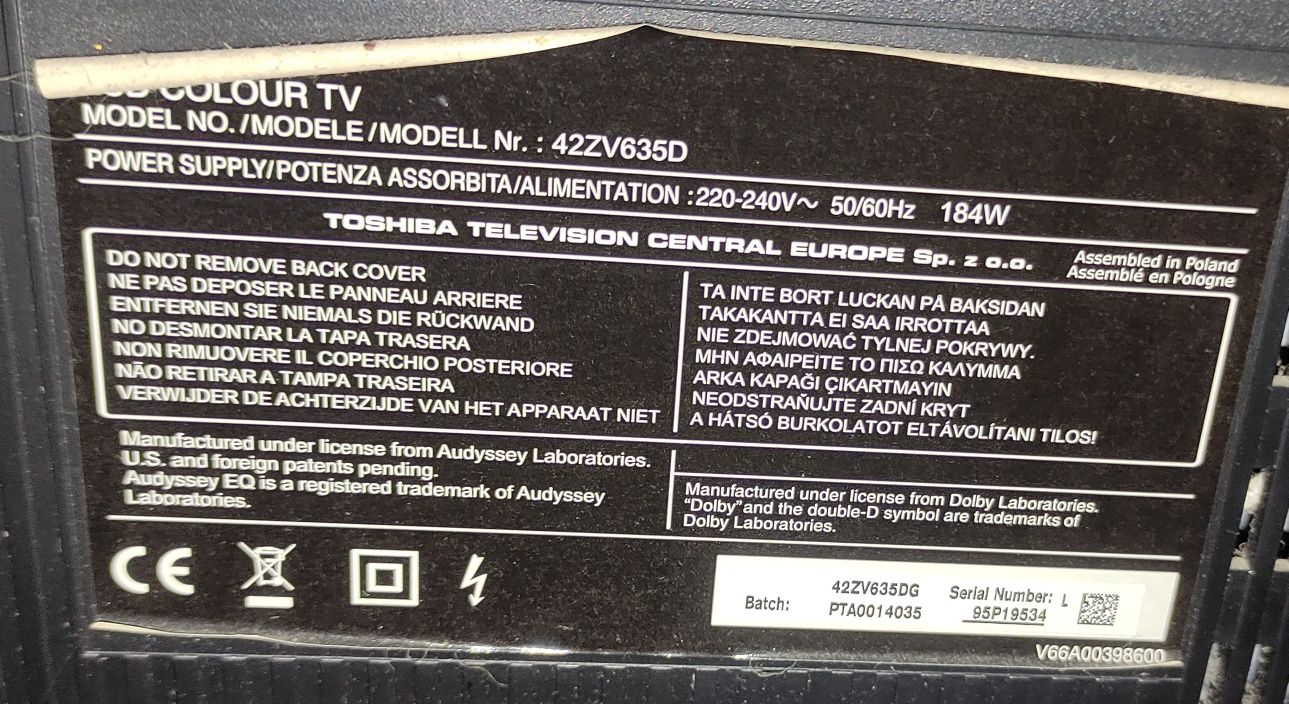 COLOUR TV
MODEL NO./MODELE/MODELL Nr. : 42ZV635D
POWER SUPPLY/POTENZA ASSORBITA/ALIMENTATION :220-240V～ 50/60Hz 184W
TOSHIBA TELEVISION CENTRAL EUROPE Sp. z o.o.
Assembled in Poland
Assemblé en Pologne
DO NOT REMOVE BACK COVER
NE PAS DEPOSER LE PANNEAU ARRIERE
ENTFERNEN SIE NIEMALS DIE RÜCKWAND
NO DESMONTAR LA TAPA TRASERA
NON RIMUOVERE IL COPERCHIO POSTERIORE
NÃO RETIRAR A TAMPA TRASEIRA
VERWIJDER DE ACHTERZIJDE VAN HET APPARAAT NIET
TA INTE BORT LUCKAN PÅ BAKSIDAN
TAKAKANTTA EI SAA IRROTTAA
NIE ZDEJMOWAĆ TYLNEJ POKRYWY.
ΜΗΝ ΑΦΑΙΡΕΙΤΕ ΤΟ ΠΙΣΩ ΚΑΛΥΜΜΑ
ARKA KAPAĞI ÇIKARTMAYIN
NEODSTRAŇUJTE ZADNÍ KRYT
A HÁTSÓ BURKOLATOT ELTÁVOLÍTANI TILOS!
Manufactured under license from Audyssey Laboratories.
U.S. and foreign patents pending.
Audyssey EQ is a registered trademark of Audyssey
Laboratories.
Manufactured under license from Dolby Laboratories.
"Dolby" and the double-D symbol are trademarks of
Dolby Laboratories.
CE
42ZV635DG
Batch: PTA0014035
Serial Number: L
95P19534
V66A00398600